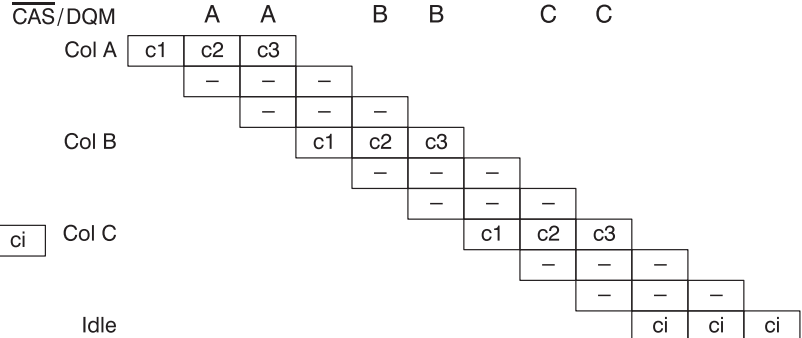 CAS/DQM A A B B C C
Col A c1 c2 c3
– – –
– – –
Col B c1 c2 c3
– – –
– – –
ci Col C c1 c2 c3
– – –
– – –
Idle ci ci ci